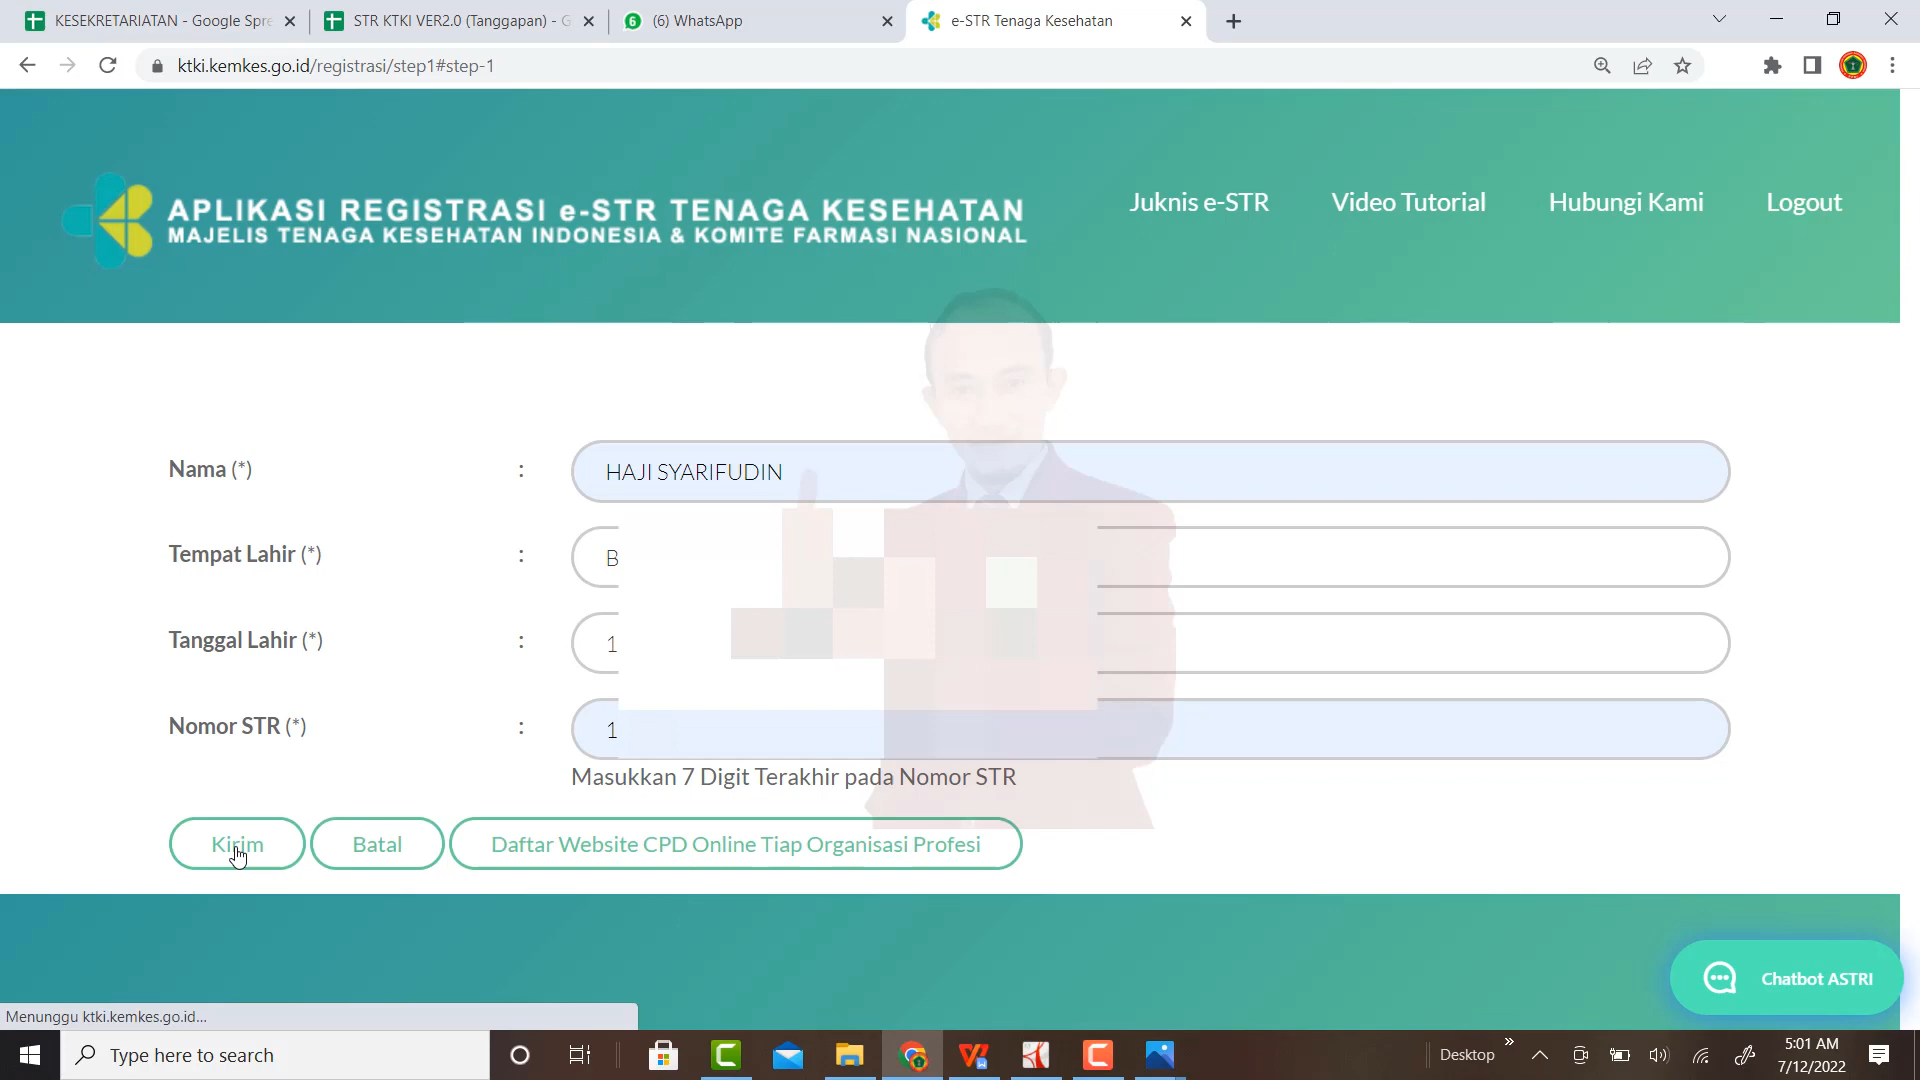 KESEKRETARIATAN - Google Spre
STR KTKI VER2.0 (Tanggapan) - G
6
(6) WhatsApp
e-STR Tenaga Kesehatan
ktki.kemkes.go.id/registrasi/step1#step-1
APLIKASI REGISTRASI e-STR TENAGA KESEHATAN
MAJELIS TENAGA KESEHATAN INDONESIA & KOMITE FARMASI NASIONAL
Juknis e-STR
Video Tutorial
Hubungi Kami
Logout
Nama (*) : HAJI SYARIFUDIN
Tempat Lahir (*) : B
Tanggal Lahir (*) : 1
Nomor STR (*) : 1
Masukkan 7 Digit Terakhir pada Nomor STR
Kirim
Batal
Daftar Website CPD Online Tiap Organisasi Profesi
Chatbot ASTRI
Menunggu ktki.kemkes.go.id...
Type here to search
Desktop
5:01 AM
7/12/2022